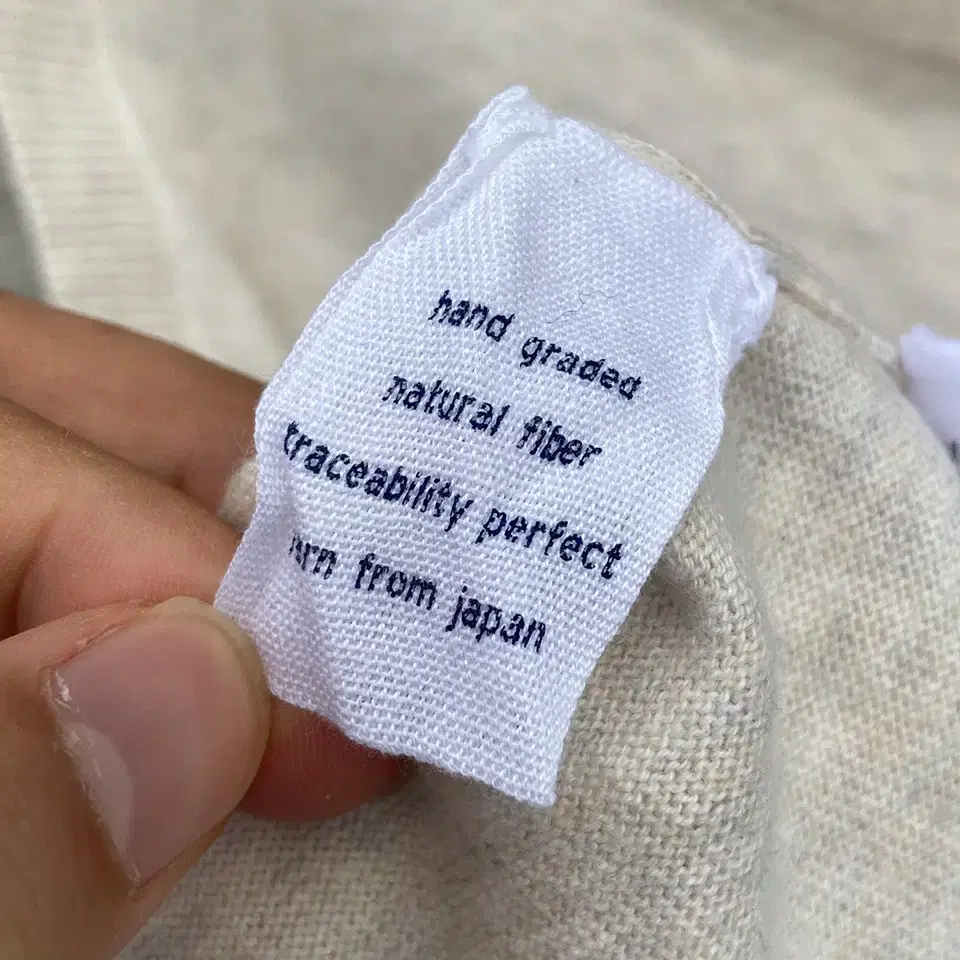 hand graded
natural fiber
traceability perfect
from japan